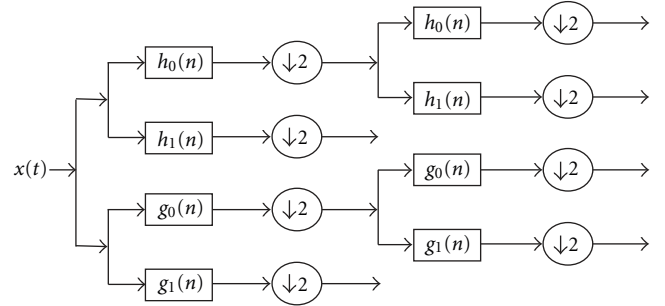 h₀(n) ↓2
h₀(n) ↓2
h₁(n) ↓2
h₁(n) ↓2
x(t)
g₀(n) ↓2
g₀(n) ↓2
g₁(n) ↓2
g₁(n) ↓2